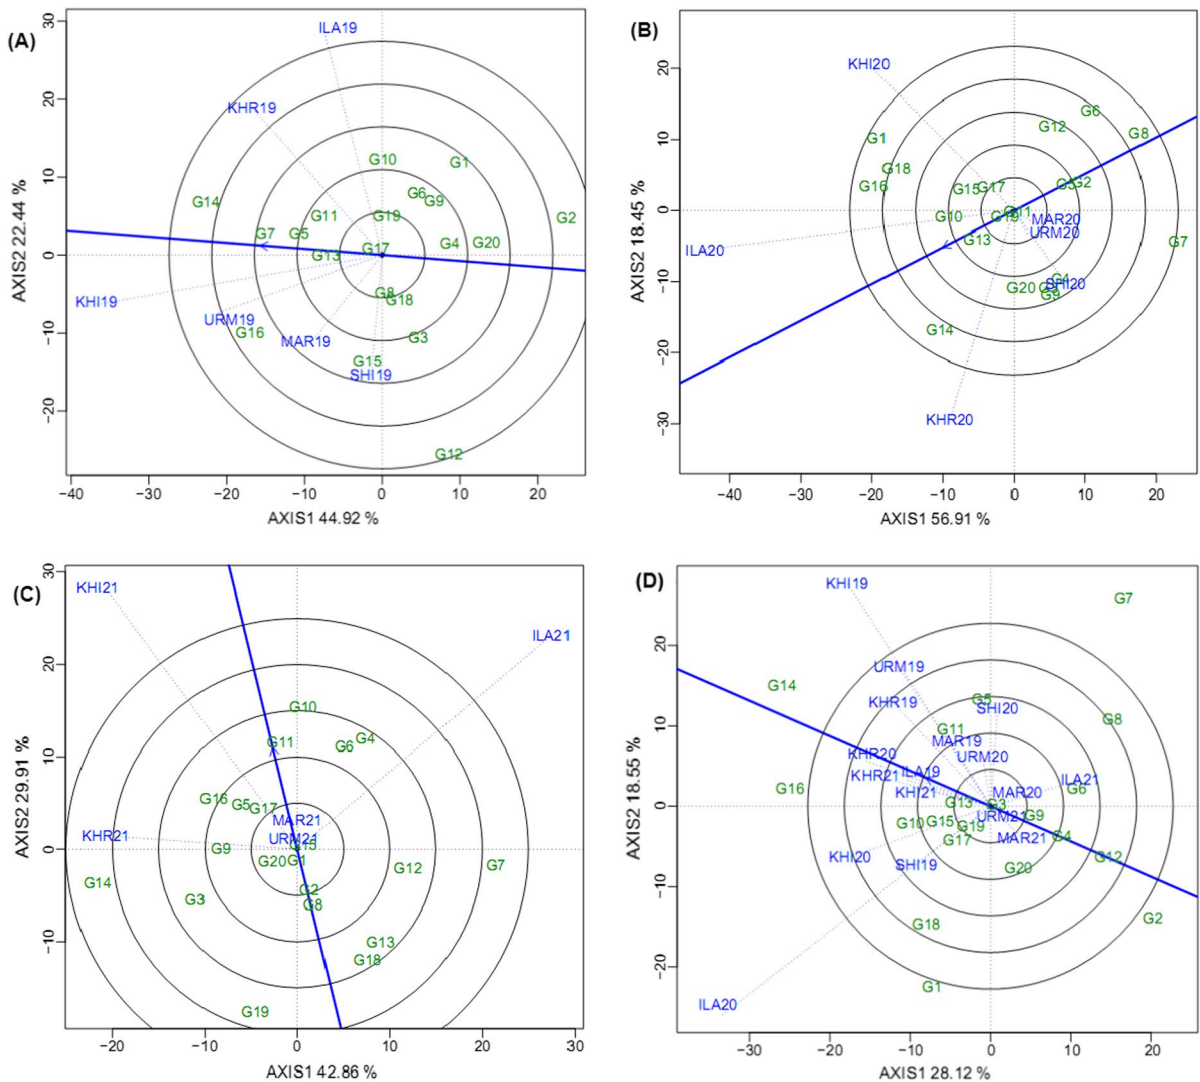 (A)
ILA19
KHR19
G10
G1
G14
G6
G9
G11
G19
G2
G7
G5
G4
G20
G13
G17
KHI19
G8
G18
URM19
G16
MAR19
G3
G15
SHI19
G12
30
20
10
0
−10
−20
AXIS2 22.44 %
−40 −30 −20 −10 0 10 20
AXIS1 44.92 %
(B)
KHI20
G6
G12
G8
G1
G18
G16
G15
G17
G2
G10
G19
G11
MAR20
URM20
G13
G7
ILA20
G4
SHI20
G20
G9
G14
KHR20
20
10
0
−10
−20
−30
AXIS2 18.45 %
−40 −30 −20 −10 0 10 20
AXIS1 56.91 %
(C)
KHI21
ILA21
G10
G11
G4
G6
G16
G5
G17
MAR21
KHR21
URM21
G15
G9
G20
G1
G12
G7
G14
G2
G3
G8
G13
G18
G19
30
20
10
0
−10
AXIS2 29.91 %
−20 −10 0 10 20 30
AXIS1 42.86 %
(D)
KHI19
G7
URM19
G14
KHR19
G5
SHI20
G8
G11
MAR19
KHR20
URM20
KHR21
ILA19
ILA21
G16
KHI21
MAR20
G6
G13
G3
G10
G15
G19
URM21
G9
G17
MAR21
G4
KHI20
SHI19
G12
G20
G18
G2
G1
ILA20
20
10
0
−10
−20
AXIS2 18.55 %
−30 −20 −10 0 10 20
AXIS1 28.12 %